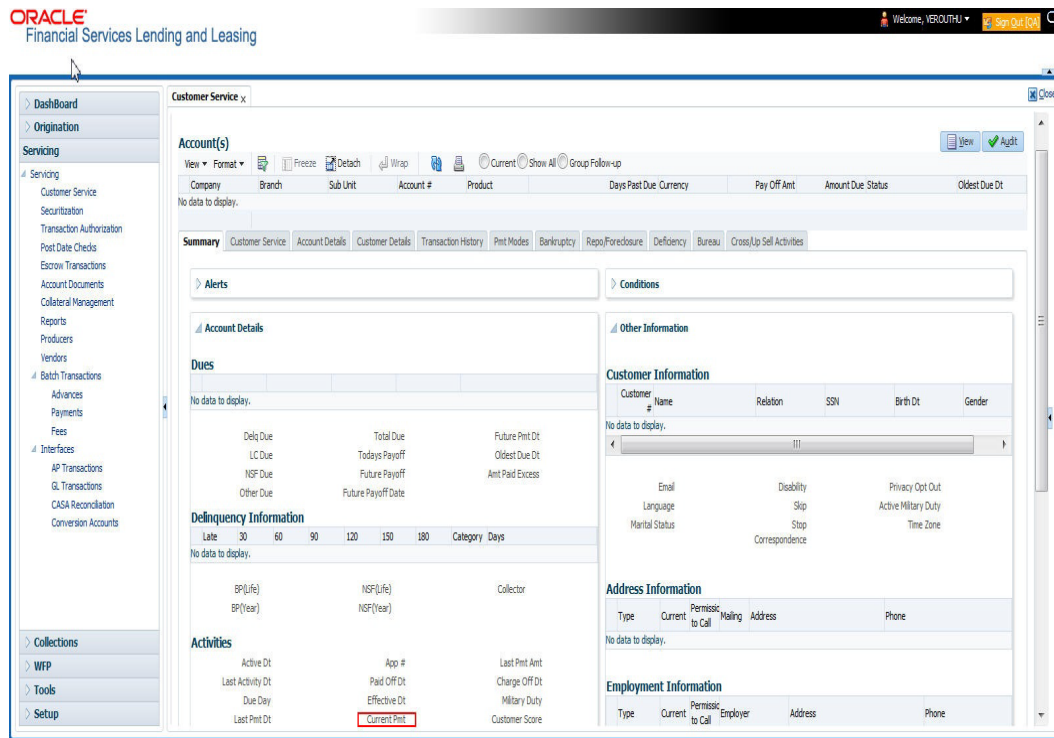 ORACLE
Financial Services Lending and Leasing
Welcome, VEROUTHU
Sign Out [QA]
DashBoard
Origination
Servicing
Servicing
Customer Service
Securitization
Transaction Authorization
Post Date Checks
Escrow Transactions
Account Documents
Collateral Management
Reports
Producers
Vendors
Batch Transactions
Advances
Payments
Fees
Interfaces
AP Transactions
GL Transactions
CASA Reconciliation
Conversion Accounts
Collections
WFP
Tools
Setup
Customer Service X
Close
Account(s)
View Audit
View Format Freeze Detach Wrap Current Show All Group Follow-up
Company Branch Sub Unit Account # Product Days Past Due Currency Pay Off Amt Amount Due Status Oldest Due Dt
No data to display.
Summary Customer Service Account Details Customer Details Transaction History Pmt Modes Bankruptcy Repo/Foreclosure Deficiency Bureau Cross/Up Sell Activities
Alerts
Account Details
Dues
No data to display.
Delq Due Total Due Future Pmt Dt
LC Due Todays Payoff Oldest Due Dt
NSF Due Future Payoff Amt Paid Excess
Other Due Future Payoff Date
Delinquency Information
Late 30 60 90 120 150 180 Category Days
No data to display.
BP(Life) NSF(Life) Collector
BP(Year) NSF(Year)
Activities
Active Dt App # Last Pmt Amt
Last Activity Dt Paid Off Dt Charge Off Dt
Due Day Effective Dt Military Duty
Last Pmt Dt Current Pmt Customer Score
Conditions
Other Information
Customer Information
Customer # Name Relation SSN Birth Dt Gender
No data to display.
Email Disability Privacy Opt Out
Language Skip Active Military Duty
Marital Status Stop Correspondence Time Zone
Address Information
Type Current Permissic to Call Mailing Address Phone
No data to display.
Employment Information
Type Current Permissic to Call Employer Address Phone